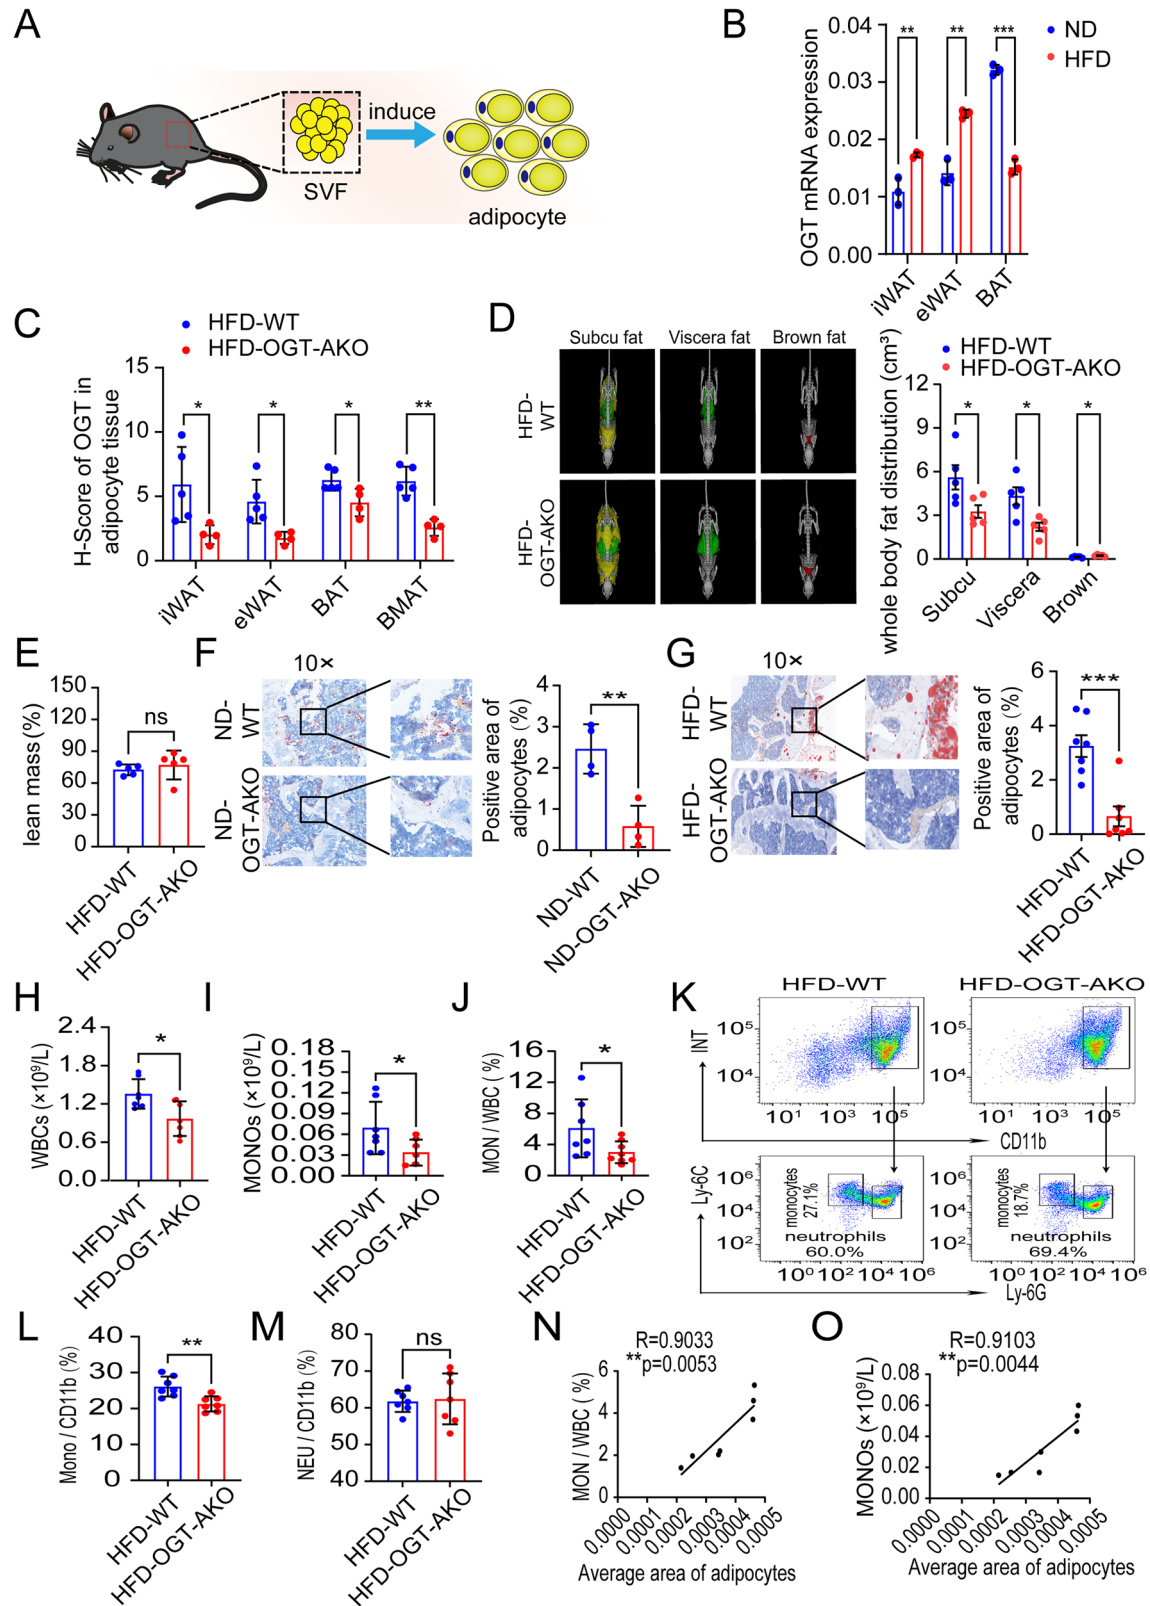 A
SVF
induce
adipocyte
B
OGT mRNA expression
0.04
0.03
0.02
0.01
0.00
** ** ***
ND
HFD
iWAT eWAT BAT
C
HFD-WT
HFD-OGT-AKO
H-Score of OGT in
adipocyte tissue
15
10
5
0
* * * **
iWAT eWAT BAT BMAT
D
Subcu fat Viscera fat Brown fat
HFD-
WT
HFD-
OGT-AKO
whole body fat distribution (cm³)
HFD-WT
HFD-OGT-AKO
12
9
6
3
0
* * *
Subcu Viscera Brown
E
lean mass (%)
150
120
90
60
30
0
ns
HFD-WT
HFD-OGT-AKO
F
10×
ND-
WT
ND-
OGT-AKO
Positive area of
adipocytes (%)
4
3
2
1
0
**
ND-WT
ND-OGT-AKO
G
10×
HFD-
WT
HFD-
OGT-AKO
Positive area of
adipocytes (%)
6
4
2
0
***
HFD-WT
HFD-OGT-AKO
H
WBCs (×10⁹/L)
2.4
1.8
1.2
0.6
0.0
*
HFD-WT
HFD-OGT-AKO
I
MONOs (×10⁹/L)
0.18
0.15
0.12
0.09
0.06
0.03
0.00
*
HFD-WT
HFD-OGT-AKO
J
MON / WBC ( %)
16
12
8
4
0
*
HFD-WT
HFD-OGT-AKO
K
HFD-WT HFD-OGT-AKO
INT
10⁵
10⁴
10¹ 10³ 10⁵
10⁵
10⁴
10¹ 10³ 10⁵
CD11b
Ly-6C
10⁶
10⁴
10²
monocytes
27.1%
neutrophils
60.0%
10⁰ 10² 10⁴ 10⁶
10⁶
10⁴
10²
monocytes
18.7%
neutrophils
69.4%
10⁰ 10² 10⁴ 10⁶
Ly-6G
L
Mono / CD11b (%)
40
30
20
10
0
**
HFD-WT
HFD-OGT-AKO
M
NEU / CD11b (%)
80
70
60
50
40
ns
HFD-WT
HFD-OGT-AKO
N
R=0.9033
**p=0.0053
MON / WBC ( %)
6
4
2
0
0.0000 0.0001 0.0002 0.0003 0.0004 0.0005
Average area of adipocytes
O
R=0.9103
**p=0.0044
MONOs (×10⁹/L)
0.08
0.06
0.04
0.02
0.00
0.0000 0.0001 0.0002 0.0003 0.0004 0.0005
Average area of adipocytes